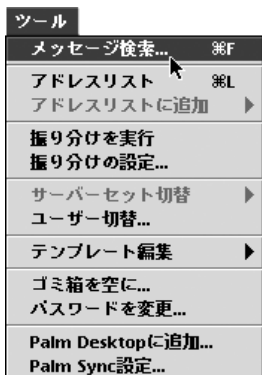 ツール
メッセージ検索... ⌘F
アドレスリスト ⌘L
アドレスリストに追加
振り分けを実行
振り分けの設定...
サーバーセット切替
ユーザー切替...
テンプレート編集
ゴミ箱を空に...
パスワードを変更...
Palm Desktopに追加...
Palm Sync設定...